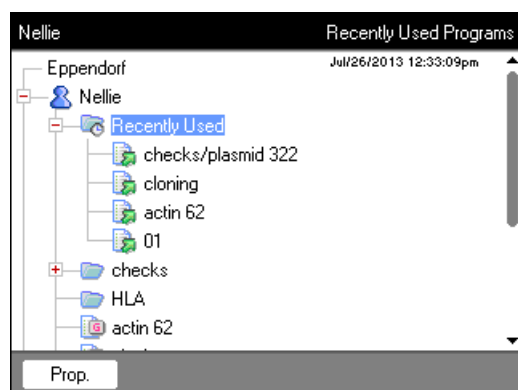 Nellie Recently Used Programs
Eppendorf Jul/26/2013 12:33:09pm
Nellie
Recently Used
checks/plasmid 322
cloning
actin 62
01
checks
HLA
G actin 62
Prop.